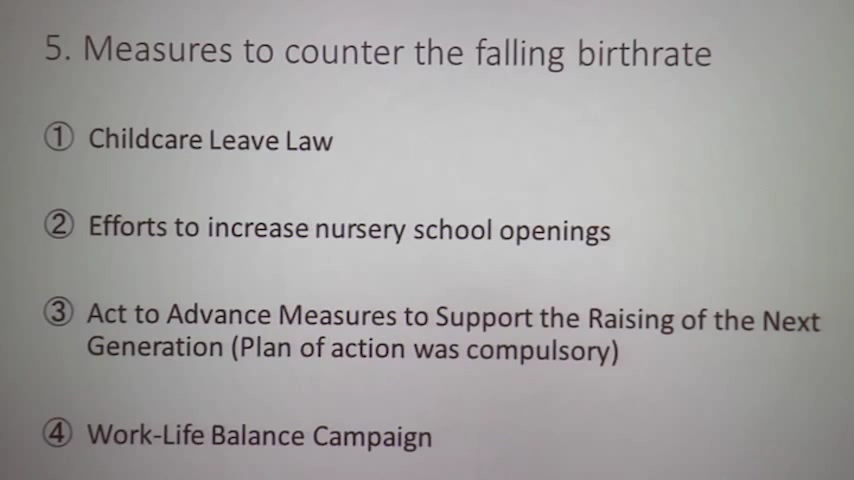 5. Measures to counter the falling birthrate
① Childcare Leave Law
② Efforts to increase nursery school openings
③ Act to Advance Measures to Support the Raising of the Next
Generation (Plan of action was compulsory)
④ Work-Life Balance Campaign